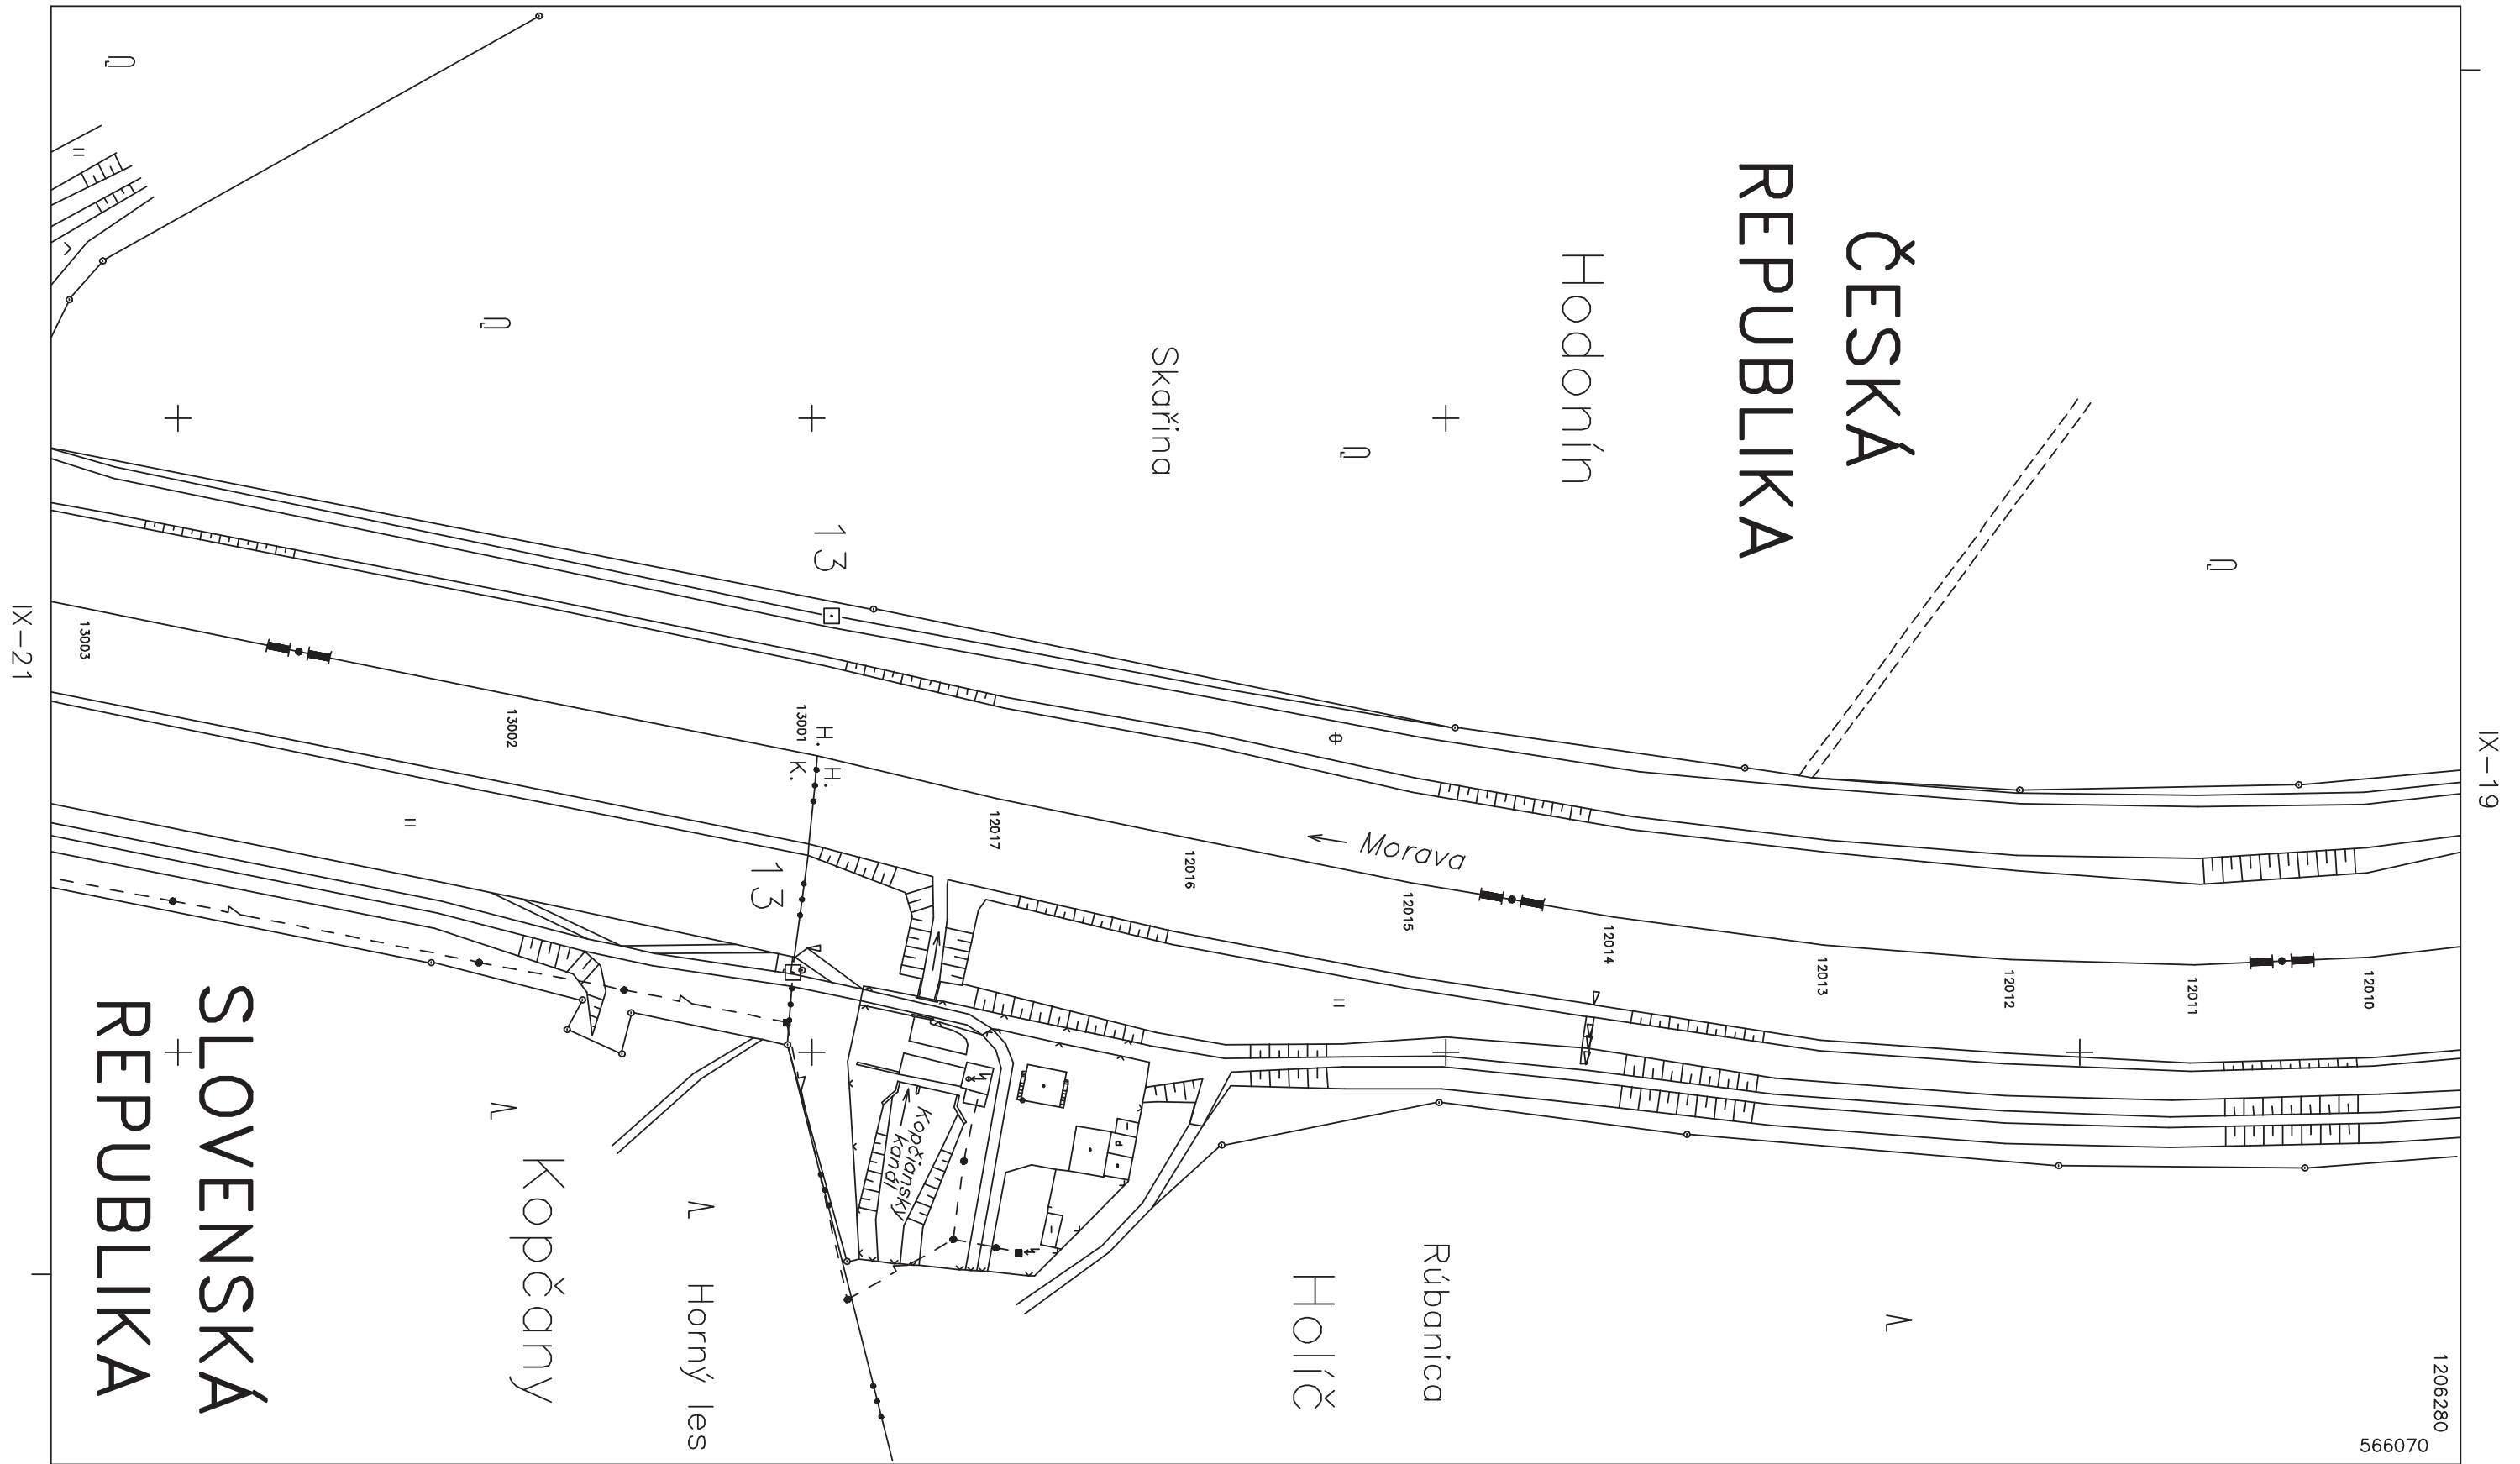 IX-19
ČESKÁ
REPUBLIKA
Hodonín
Skařina
13
H.
H.
K.
13
Morava
12010
12011
12012
12013
12014
12015
12016
12017
13001
13002
13003
Kopčiansky
kanál
Rúbanica
Holíč
Horný les
Kopčany
SLOVENSKÁ
REPUBLIKA
1206280
566070
IX-21